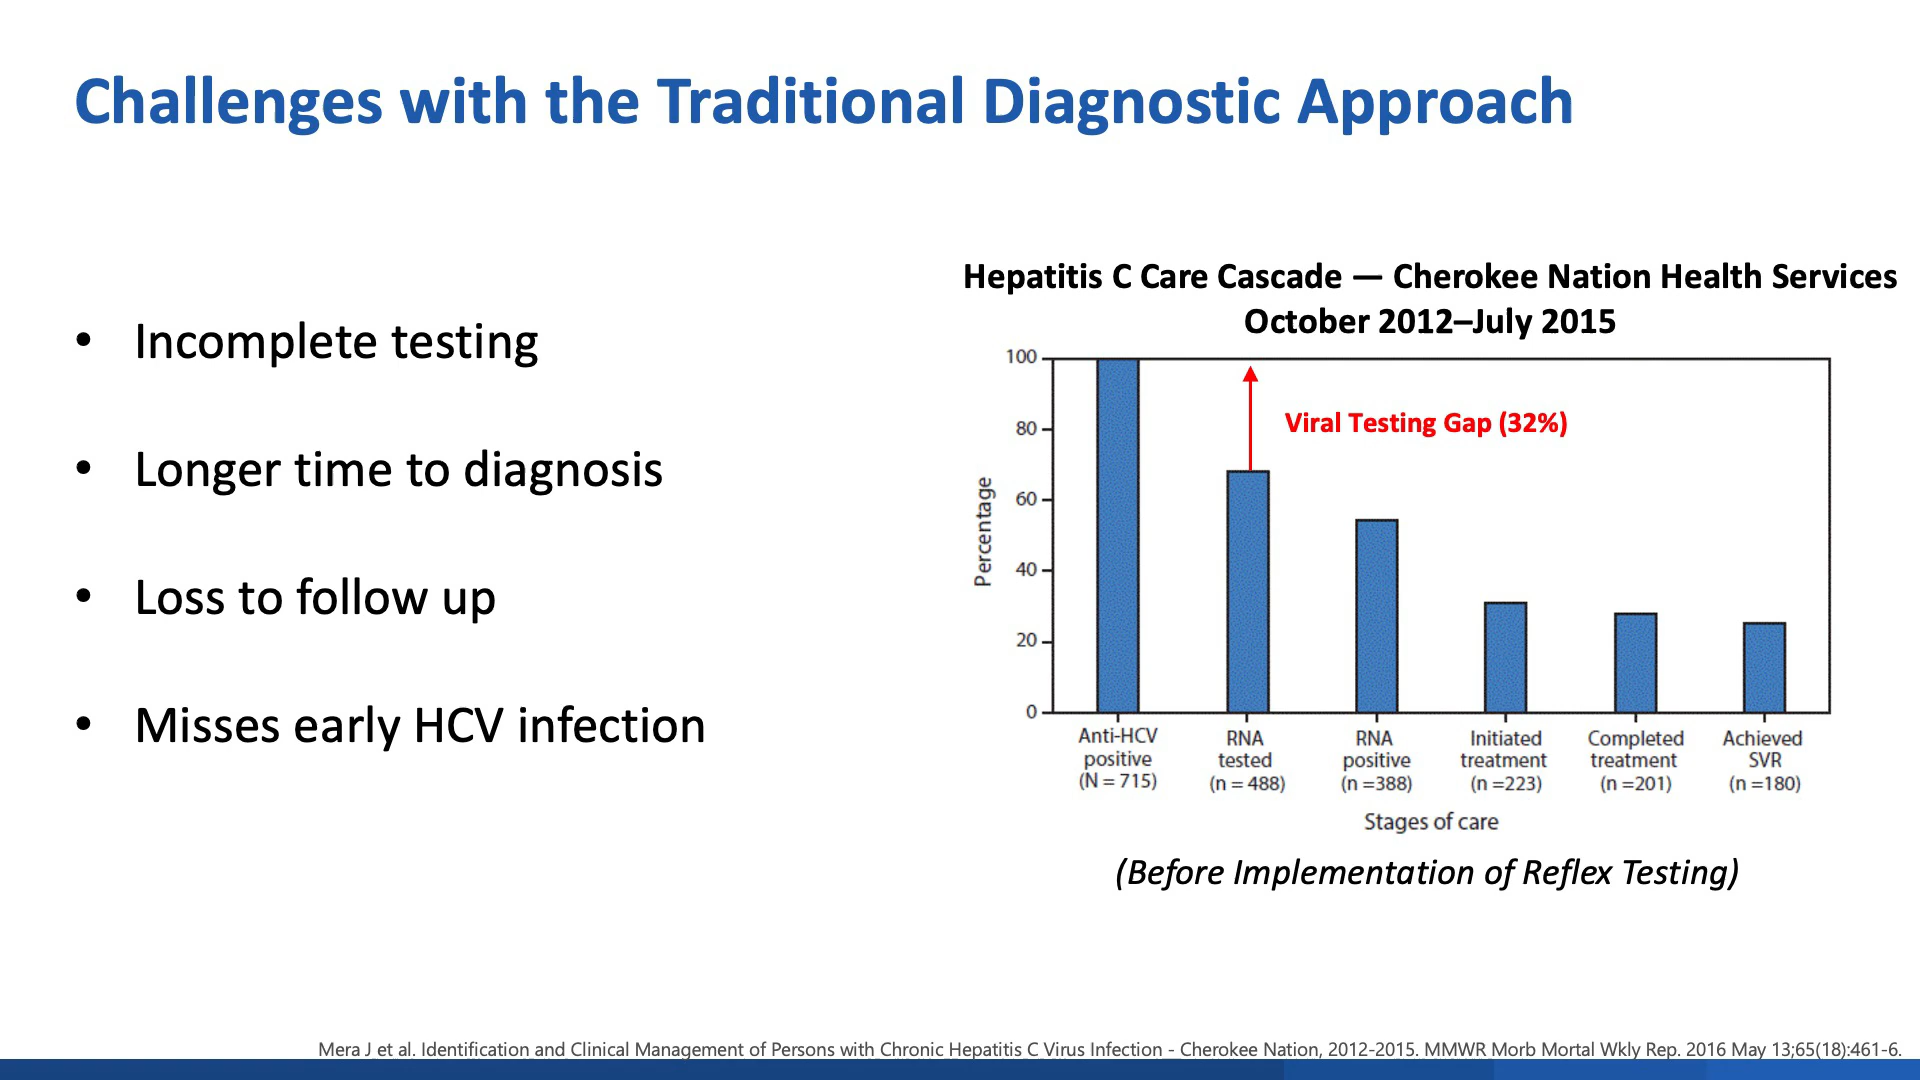 Challenges with the Traditional Diagnostic Approach
• Incomplete testing
• Longer time to diagnosis
• Loss to follow up
• Misses early HCV infection
Hepatitis C Care Cascade — Cherokee Nation Health Services
October 2012–July 2015
100
80
60
40
20
0
Percentage
Viral Testing Gap (32%)
Anti-HCV
positive
(N = 715)
RNA
tested
(n = 488)
RNA
positive
(n =388)
Initiated
treatment
(n =223)
Completed
treatment
(n =201)
Achieved
SVR
(n =180)
Stages of care
(Before Implementation of Reflex Testing)
Mera J et al. Identification and Clinical Management of Persons with Chronic Hepatitis C Virus Infection - Cherokee Nation, 2012-2015. MMWR Morb Mortal Wkly Rep. 2016 May 13;65(18):461-6.